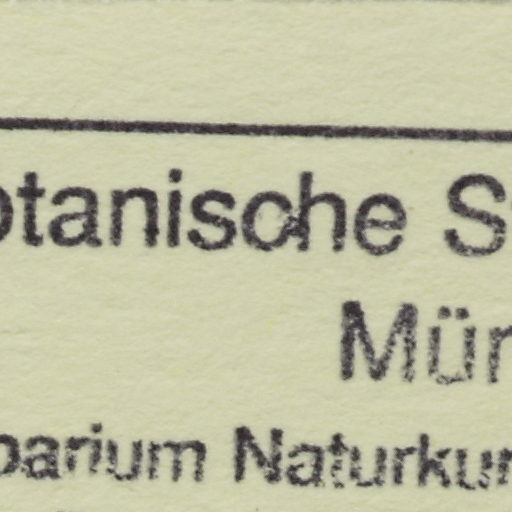 otanische S
Mün
barium Naturkun